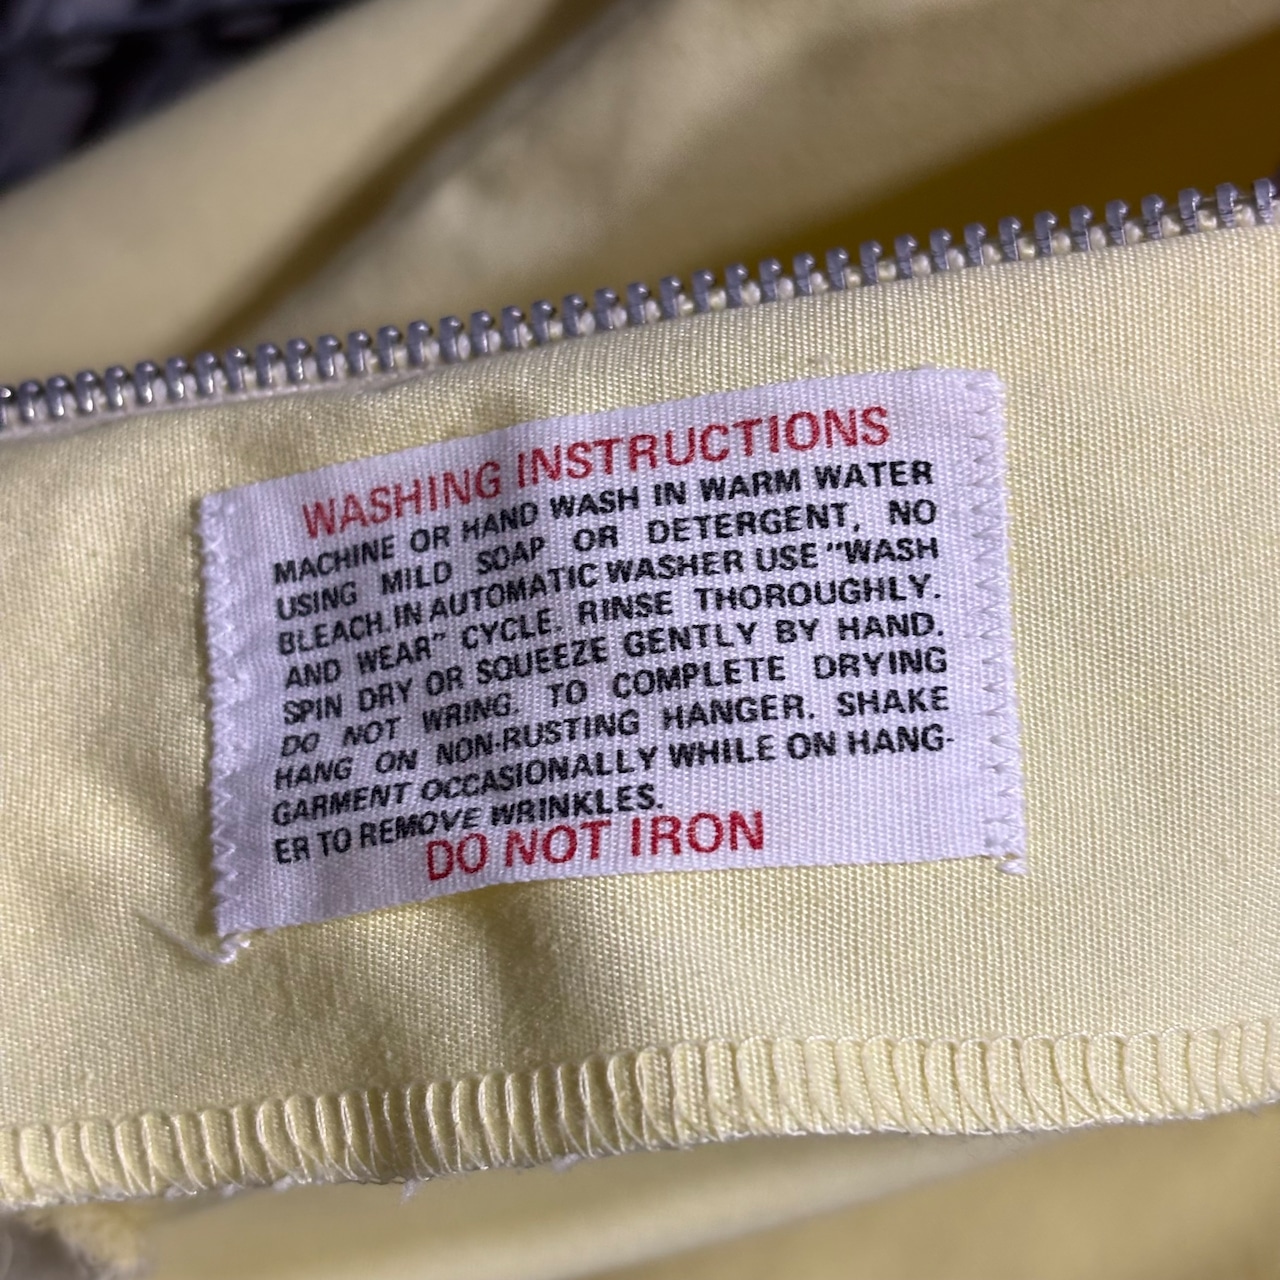 WASHING INSTRUCTIONS
MACHINE OR HAND WASH IN WARM WATER
USING MILD SOAP OR DETERGENT, NO
BLEACH. IN AUTOMATIC WASHER USE "WASH
AND WEAR" CYCLE. RINSE THOROUGHLY.
SPIN DRY OR SQUEEZE GENTLY BY HAND.
DO NOT WRING. TO COMPLETE DRYING
HANG ON NON-RUSTING HANGER. SHAKE
GARMENT OCCASIONALLY WHILE ON HANG-
ER TO REMOVE WRINKLES.
DO NOT IRON